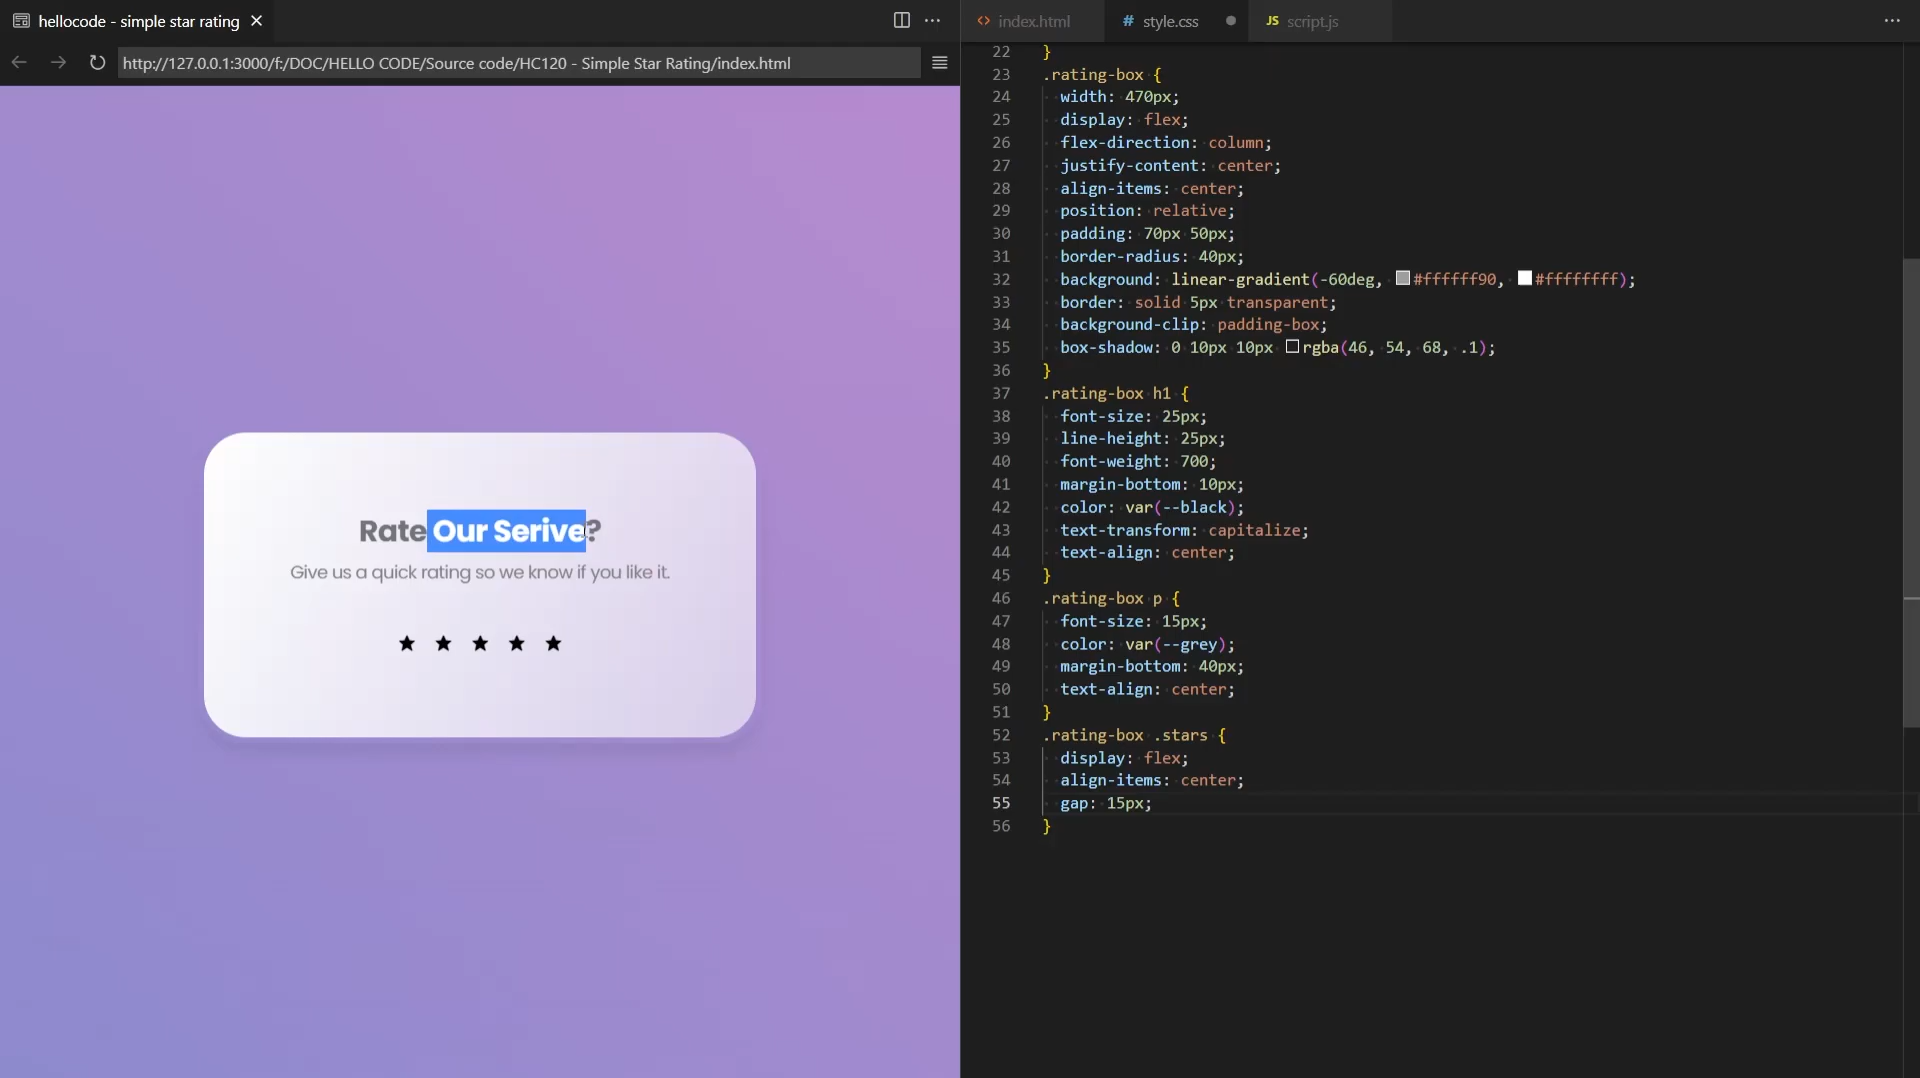 hellocode - simple star rating
index.html
# style.css
JS script.js
http://127.0.0.1:3000/f:/DOC/HELLO CODE/Source code/HC120 - Simple Star Rating/index.html
Rate Our Serive?
Give us a quick rating so we know if you like it.
22 }
23 .rating-box {
24 width: 470px;
25 display: flex;
26 flex-direction: column;
27 justify-content: center;
28 align-items: center;
29 position: relative;
30 padding: 70px 50px;
31 border-radius: 40px;
32 background: linear-gradient(-60deg, #ffffff90, #ffffffff);
33 border: solid 5px transparent;
34 background-clip: padding-box;
35 box-shadow: 0 10px 10px rgba(46, 54, 68, .1);
36 }
37 .rating-box h1 {
38 font-size: 25px;
39 line-height: 25px;
40 font-weight: 700;
41 margin-bottom: 10px;
42 color: var(--black);
43 text-transform: capitalize;
44 text-align: center;
45 }
46 .rating-box p {
47 font-size: 15px;
48 color: var(--grey);
49 margin-bottom: 40px;
50 text-align: center;
51 }
52 .rating-box .stars {
53 display: flex;
54 align-items: center;
55 gap: 15px;
56 }